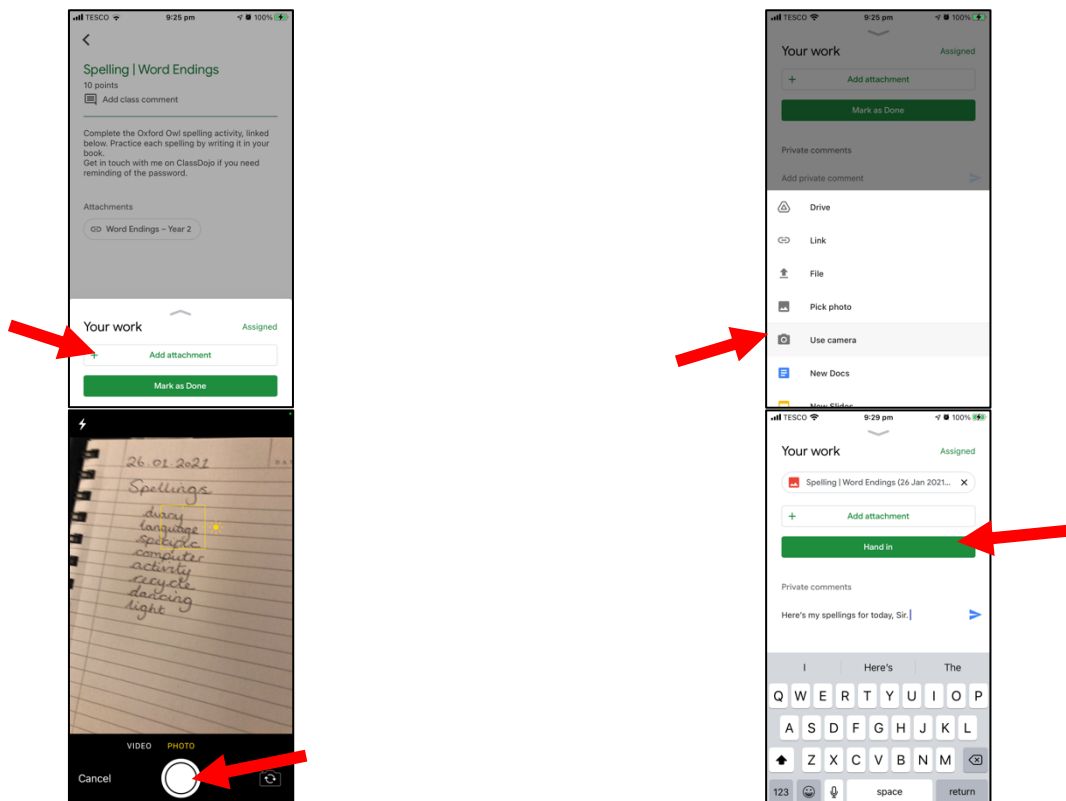 TESCO 9:25 pm 100%
Spelling | Word Endings
10 points
Add class comment
Complete the Oxford Owl spelling activity, linked
below. Practice each spelling by writing it in your
book.
Get in touch with me on ClassDojo if you need
reminding of the password.
Attachments
Word Endings – Year 2
Your work Assigned
+ Add attachment
Mark as Done
TESCO 9:25 pm 100%
Your work Assigned
+ Add attachment
Mark as Done
Private comments
Add private comment
Drive
Link
File
Pick photo
Use camera
New Docs
New Slides
26.01.2021
Spellings
diary
language
specific
computer
activity
recycle
dancing
light
VIDEO PHOTO
Cancel
TESCO 9:29 pm 100%
Your work Assigned
Spelling | Word Endings (26 Jan 2021... X
+ Add attachment
Hand in
Private comments
Here's my spellings for today, Sir.
I Here's The
Q W E R T Y U I O P
A S D F G H J K L
Z X C V B N M
123 space return